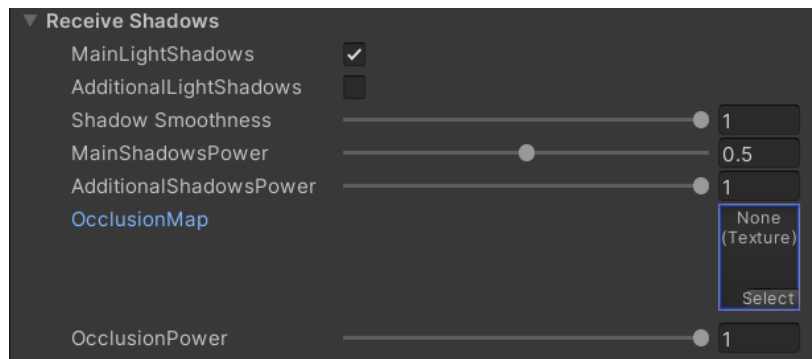 Receive Shadows
MainLightShadows
AdditionalLightShadows
Shadow Smoothness 1
MainShadowsPower 0.5
AdditionalShadowsPower 1
OcclusionMap None
(Texture)
Select
OcclusionPower 1